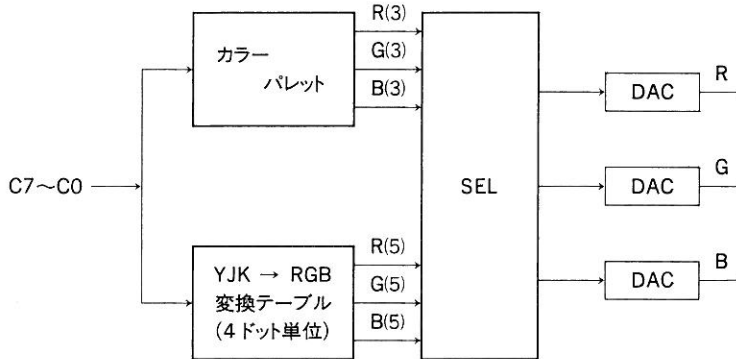 カラー
パレット
R(3)
G(3)
B(3)
C7～C0
YJK → RGB
変換テーブル
(4ドット単位)
R(5)
G(5)
B(5)
SEL
DAC
R
DAC
G
DAC
B